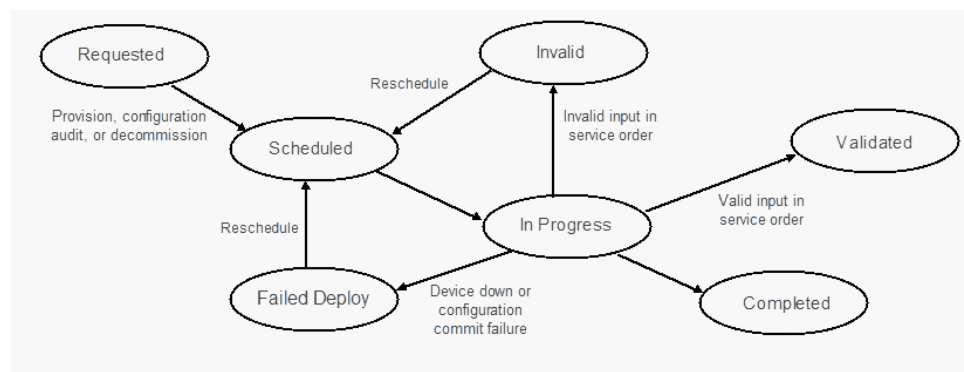 Requested
Invalid
Reschedule
Provision, configuration
audit, or decommission
Invalid input in
service order
Scheduled
Validated
Valid input in
service order
In Progress
Reschedule
Failed Deploy
Device down or
configuration
commit failure
Completed